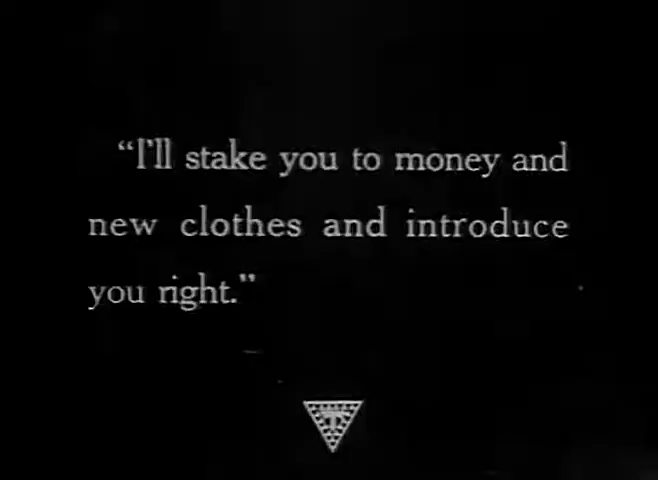 "I'll stake you to money and
new clothes and introduce
you right."
T